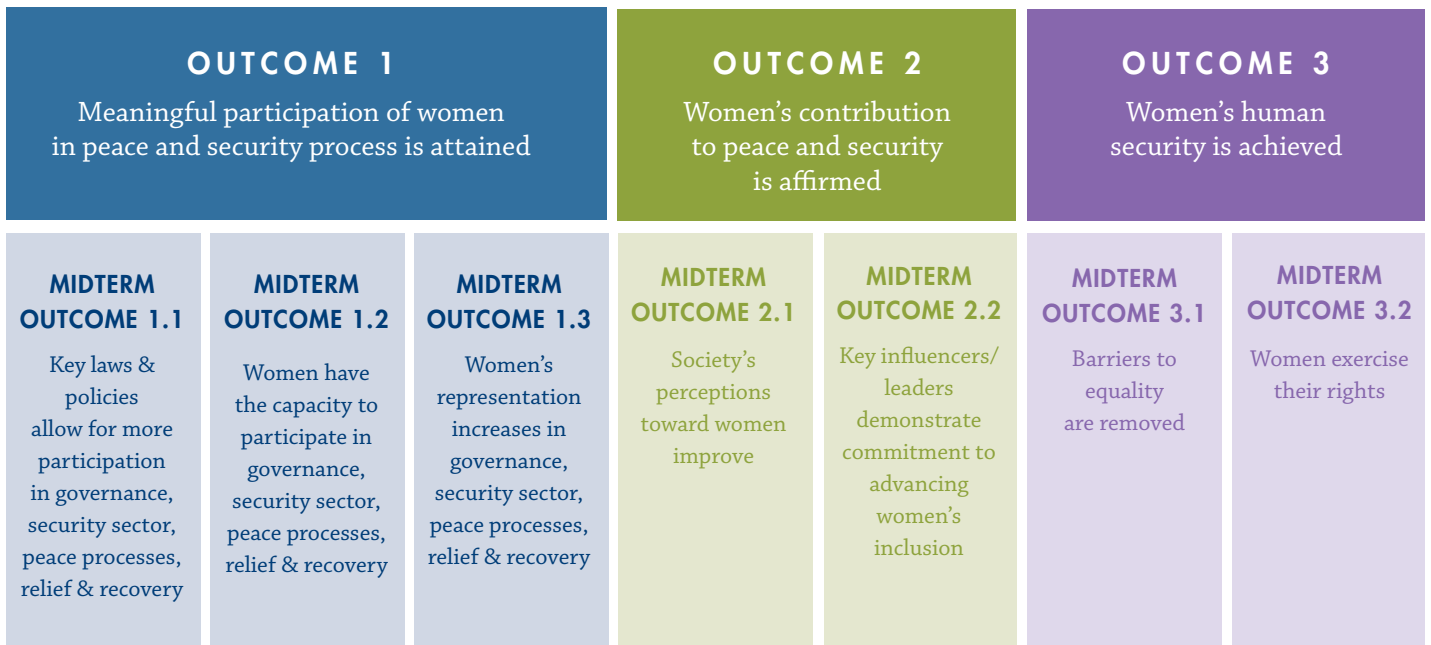 OUTCOME 1
Meaningful participation of women
in peace and security process is attained
OUTCOME 2
Women’s contribution
to peace and security
is affirmed
OUTCOME 3
Women’s human
security is achieved
MIDTERM
OUTCOME 1.1
Key laws &
policies
allow for more
participation
in governance,
security sector,
peace processes,
relief & recovery
MIDTERM
OUTCOME 1.2
Women have
the capacity to
participate in
governance,
security sector,
peace processes,
relief & recovery
MIDTERM
OUTCOME 1.3
Women’s
representation
increases in
governance,
security sector,
peace processes,
relief & recovery
MIDTERM
OUTCOME 2.1
Society’s
perceptions
toward women
improve
MIDTERM
OUTCOME 2.2
Key influencers/
leaders
demonstrate
commitment to
advancing
women’s
inclusion
MIDTERM
OUTCOME 3.1
Barriers to
equality
are removed
MIDTERM
OUTCOME 3.2
Women exercise
their rights